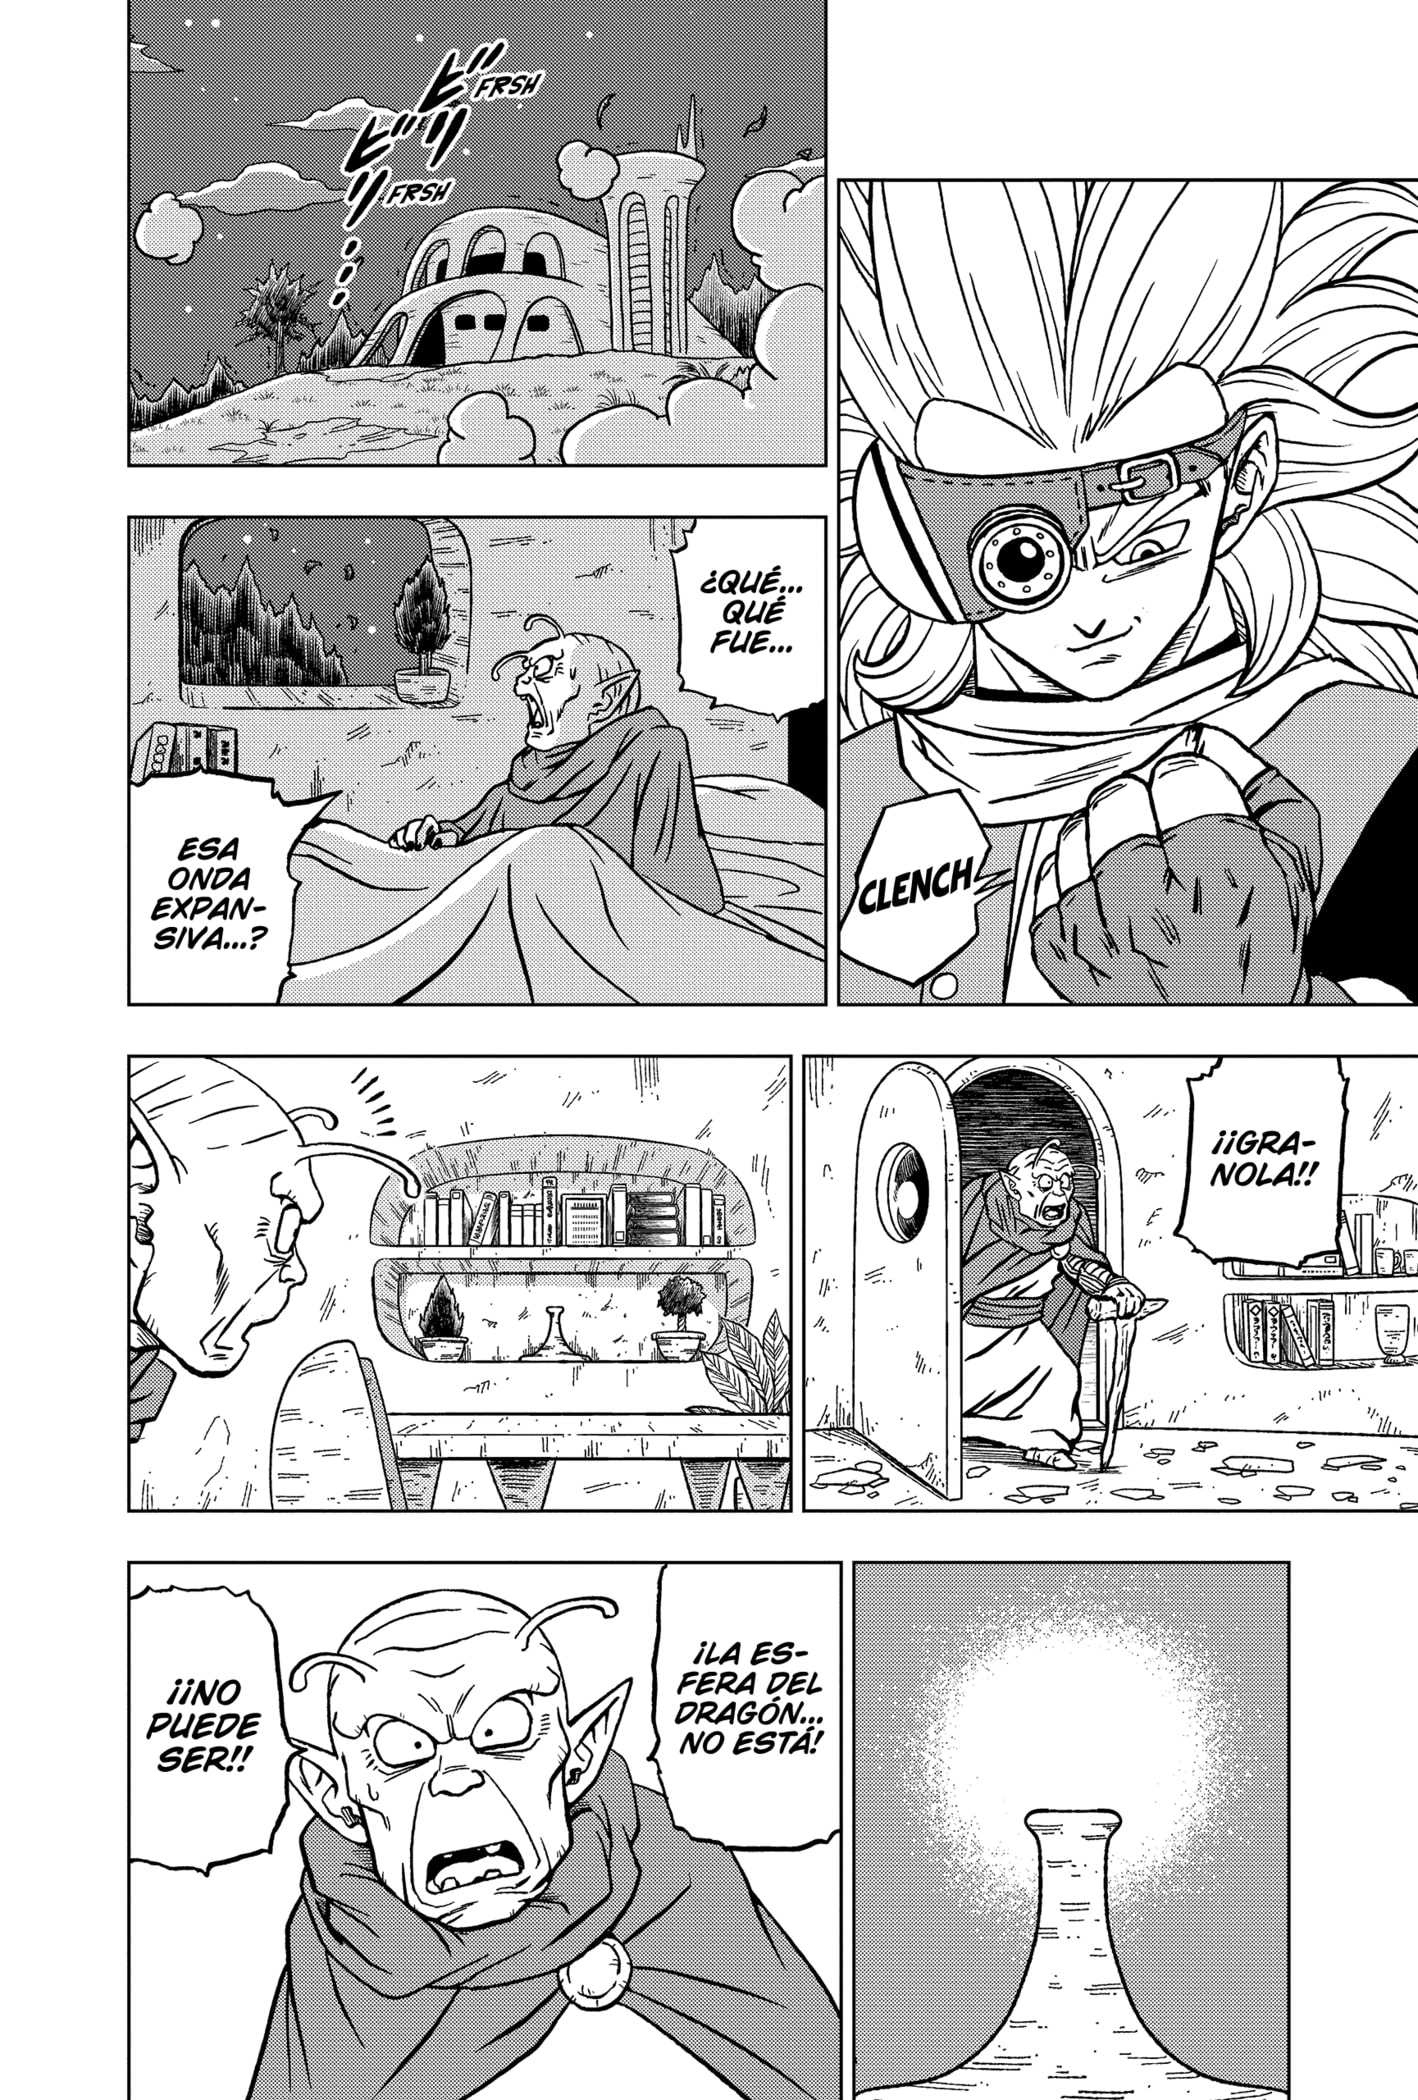 CLENCH
ビリ
FRSH
ビリ
FRSH
¿QUÉ...
QUÉ
FUE...
ESA
ONDA
EXPAN-
SIVA...?
¡¡GRA-
NOLA!!
¡LA ES-
FERA DEL
DRAGÓN...
NO ESTÁ!
¡¡NO
PUEDE
SER!!